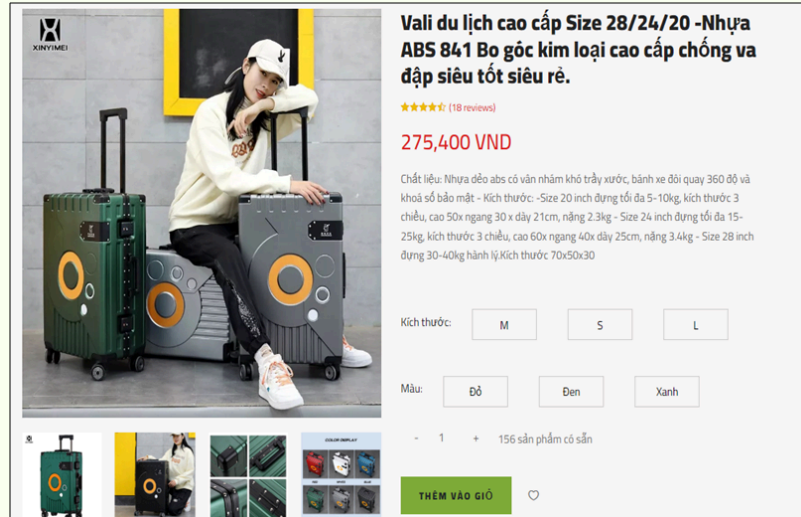 XINYIMEI
Vali du lịch cao cấp Size 28/24/20 -Nhựa
ABS 841 Bo góc kim loại cao cấp chống va
đập siêu tốt siêu rẻ.
(18 reviews)
275,400 VND
Chất liệu: Nhựa dẻo abs có vân nhám khó trầy xước, bánh xe đôi quay 360 độ và
khoá số bảo mật - Kích thước: -Size 20 inch đựng tối đa 5-10kg, kích thước 3
chiều, cao 50x ngang 30 x dày 21cm, nặng 2.3kg - Size 24 inch đựng tối đa 15-
25kg, kích thước 3 chiều, cao 60x ngang 40x dày 25cm, nặng 3.4kg - Size 28 inch
đựng 30-40kg hành lý.Kích thước 70x50x30
Kích thước: M S L
Màu: Đỏ Đen Xanh
- 1 + 156 sản phẩm có sẵn
COLOR DISPLAY
THÊM VÀO GIỎ